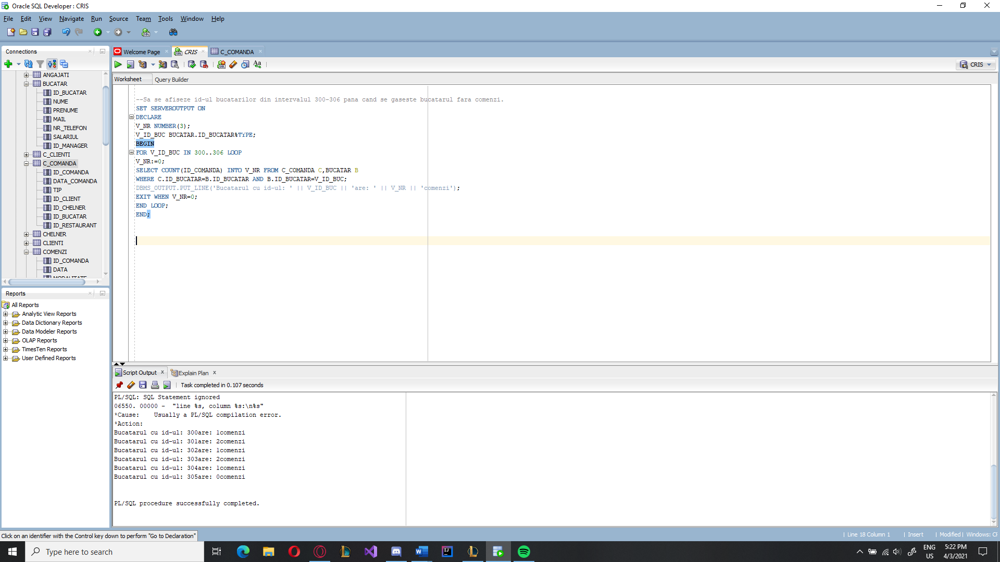 Oracle SQL Developer : CRIS
File Edit View Navigate Run Source Team Tools Window Help
Connections
ANGAJATI
BUCATAR
ID_BUCATAR
NUME
PRENUME
MAIL
NR_TELEFON
SALARIUL
ID_MANAGER
C_CLIENTI
C_COMANDA
ID_COMANDA
DATA_COMANDA
TIP
ID_CLIENT
ID_CHELNER
ID_BUCATAR
ID_RESTAURANT
CHELNER
CLIENTI
COMENZI
ID_COMANDA
DATA
MODALITATE
Reports
All Reports
Analytic View Reports
Data Dictionary Reports
Data Modeler Reports
OLAP Reports
TimesTen Reports
User Defined Reports
Welcome Page CRIS C_COMANDA
CRIS
Worksheet Query Builder
--Sa se afiseze id-ul bucatarilor din intervalul 300-306 pana cand se gaseste bucatarul fara comenzi.
SET SERVEROUTPUT ON
DECLARE
V_NR NUMBER(3);
V_ID_BUC BUCATAR.ID_BUCATAR%TYPE;
BEGIN
FOR V_ID_BUC IN 300..306 LOOP
V_NR:=0;
SELECT COUNT(ID_COMANDA) INTO V_NR FROM C_COMANDA C,BUCATAR B
WHERE C.ID_BUCATAR=B.ID_BUCATAR AND B.ID_BUCATAR=V_ID_BUC;
DBMS_OUTPUT.PUT_LINE('Bucatarul cu id-ul: ' || V_ID_BUC || 'are: ' || V_NR || 'comenzi');
EXIT WHEN V_NR=0;
END LOOP;
END;
Script Output Explain Plan
Task completed in 0.107 seconds
PL/SQL: SQL Statement ignored
06550. 00000 - "line %s, column %s:\n%s"
*Cause: Usually a PL/SQL compilation error.
*Action:
Bucatarul cu id-ul: 300are: 1comenzi
Bucatarul cu id-ul: 301are: 2comenzi
Bucatarul cu id-ul: 302are: 1comenzi
Bucatarul cu id-ul: 303are: 2comenzi
Bucatarul cu id-ul: 304are: 1comenzi
Bucatarul cu id-ul: 305are: 0comenzi
PL/SQL procedure successfully completed.
Click on an identifier with the Control key down to perform "Go to Declaration"
Line 18 Column 1 Insert Modified Windows: CR
Type here to search
ENG US
5:22 PM
4/3/2021